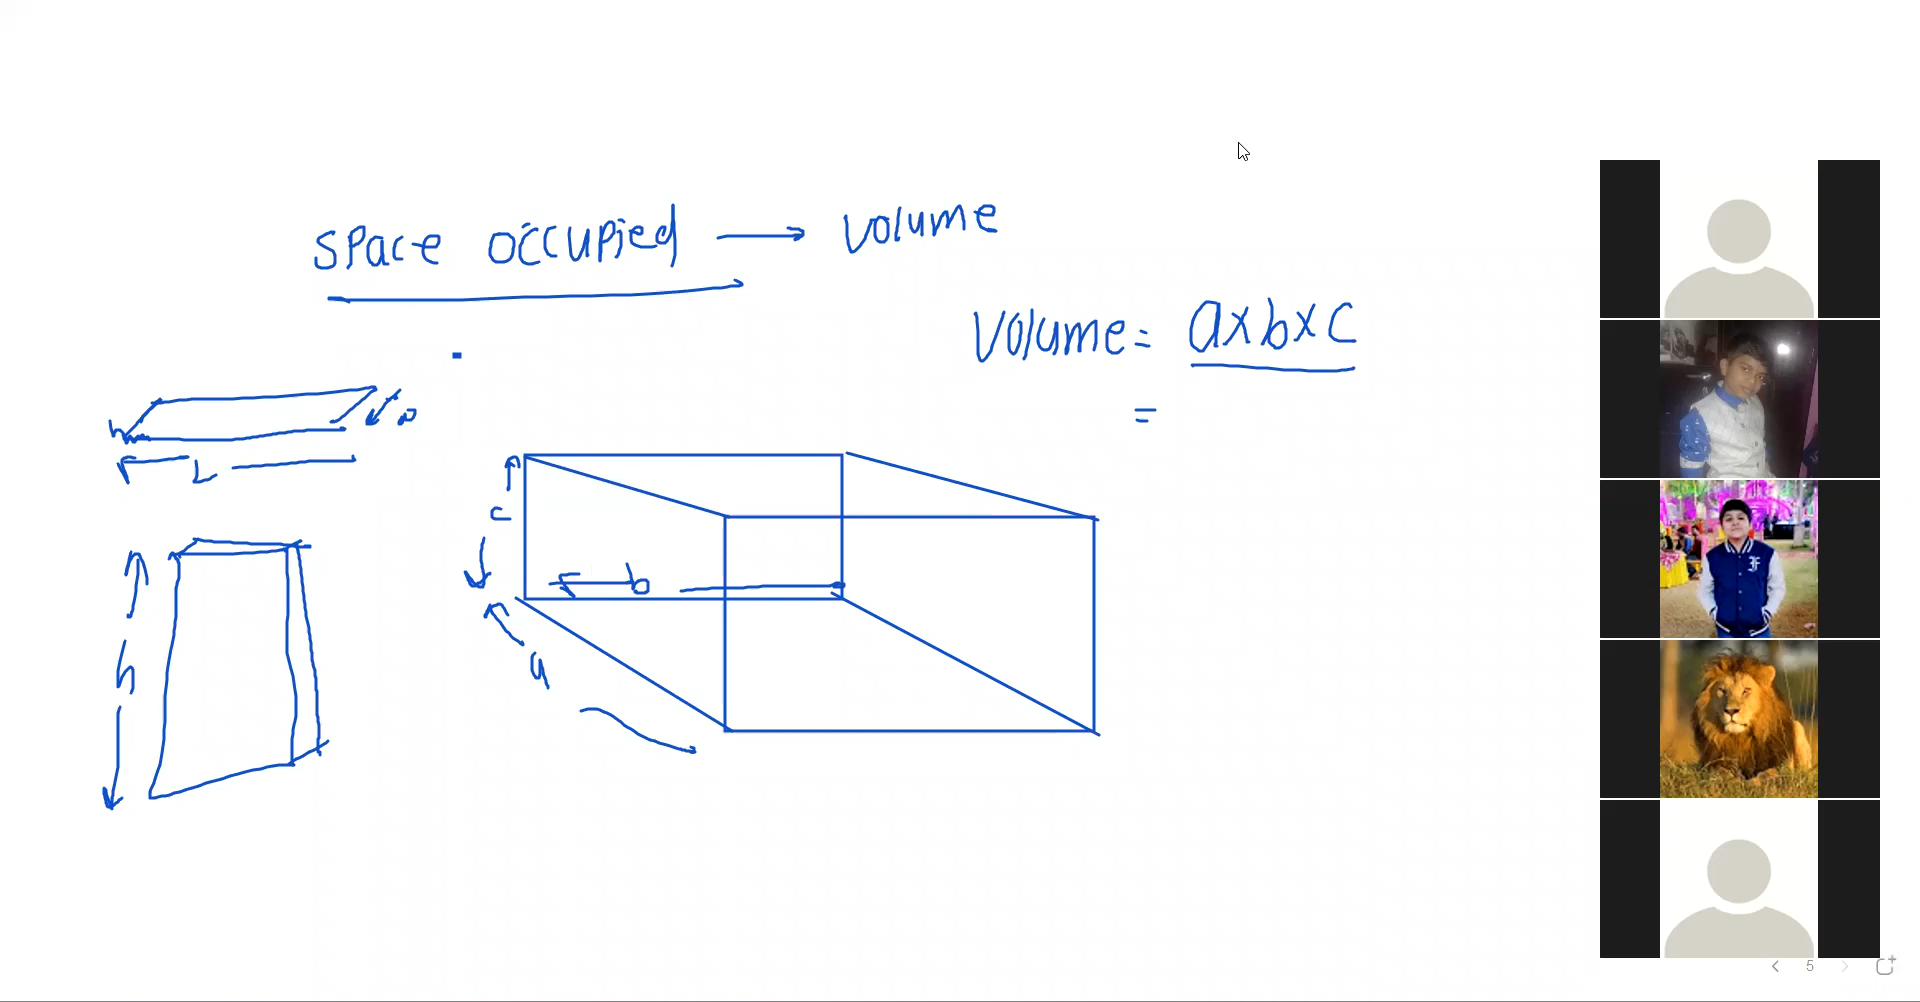 space occupied → volume
Volume = a×b×c
=
b
L
h
c
b
a
5